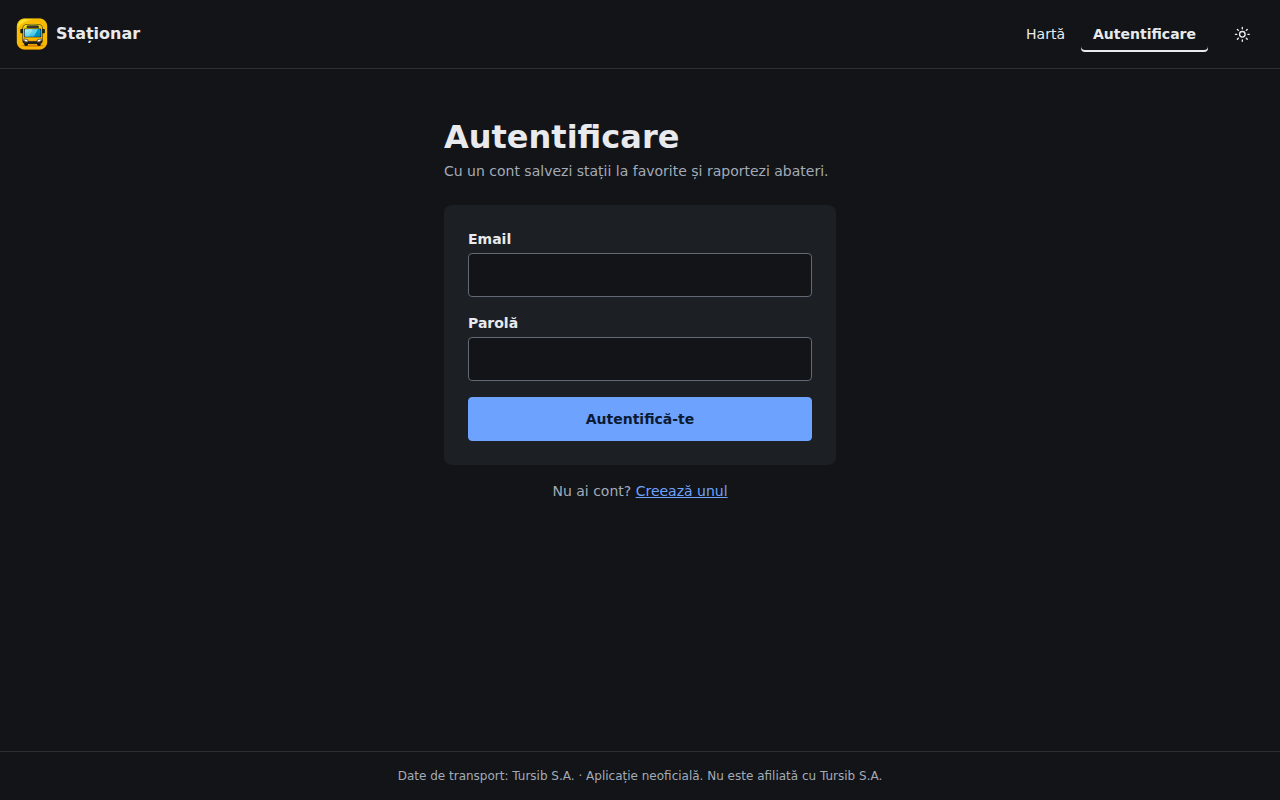 Staționar
Hartă
Autentificare
Autentificare
Cu un cont salvezi stații la favorite și raportezi abateri.
Email
Parolă
Autentifică-te
Nu ai cont? Creează unul
Date de transport: Tursib S.A. · Aplicație neoficială. Nu este afiliată cu Tursib S.A.